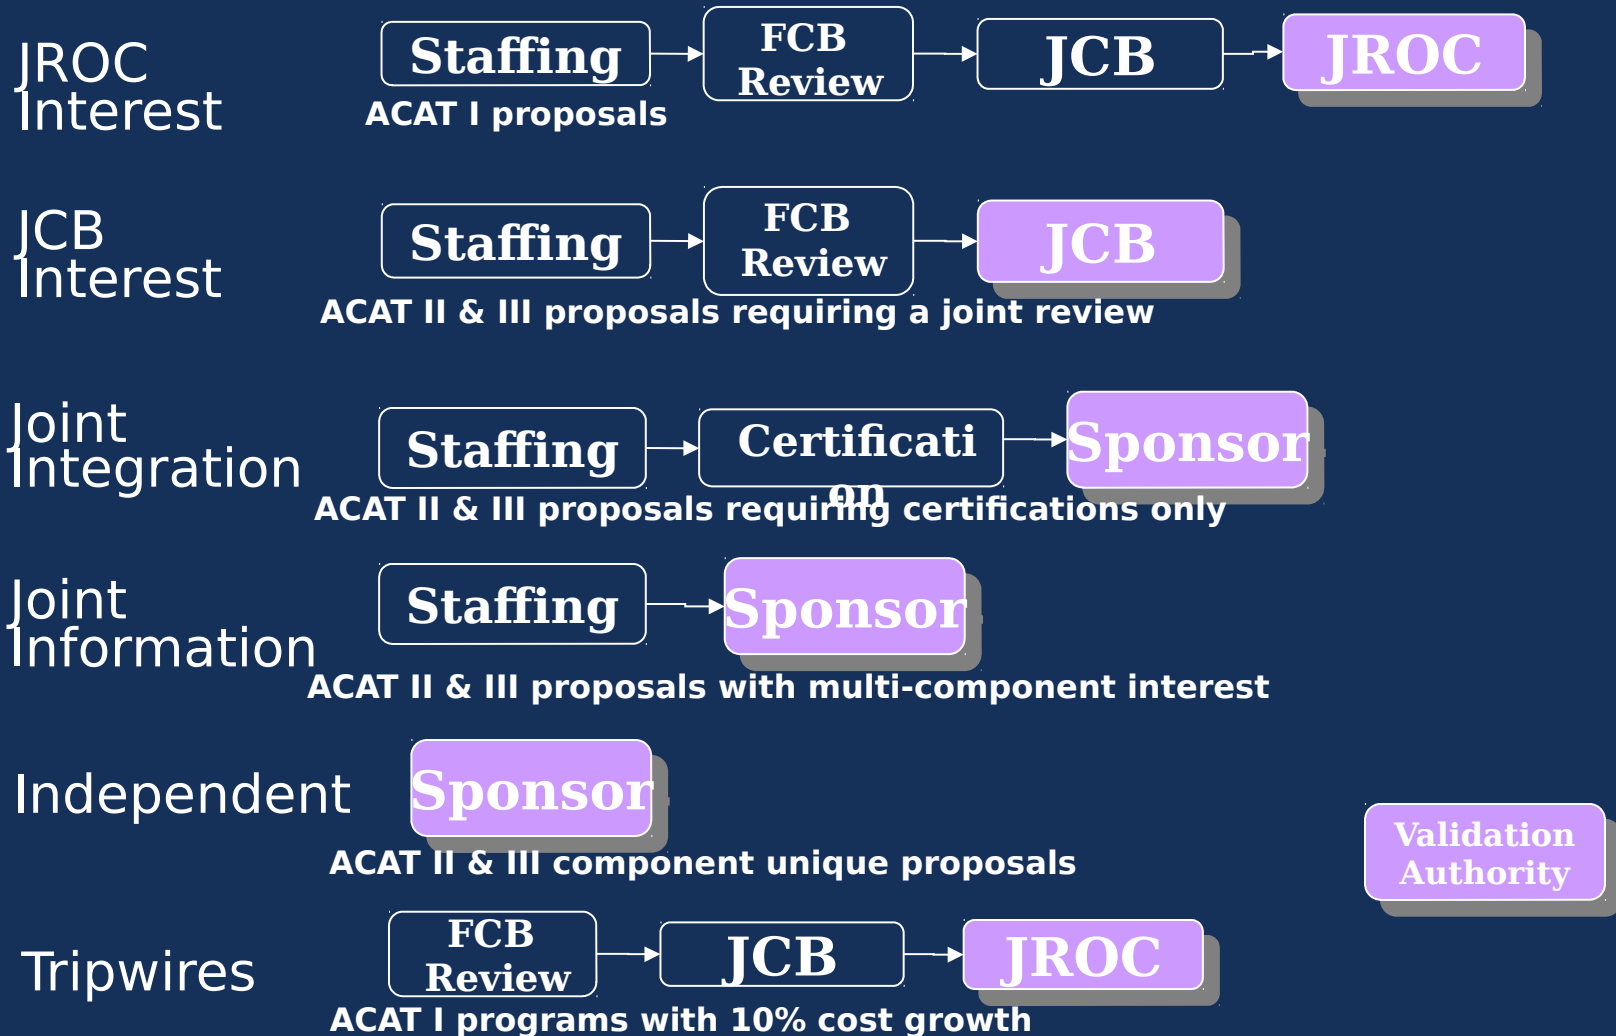 JROC
Interest
Staffing
FCB
Review
JCB
JROC
ACAT I proposals
JCB
Interest
Staffing
FCB
Review
JCB
ACAT II & III proposals requiring a joint review
Joint
Integration
Staffing
Certificati
on
Sponsor
ACAT II & III proposals requiring certifications only
Joint
Information
Staffing
Sponsor
ACAT II & III proposals with multi-component interest
Independent
Sponsor
ACAT II & III component unique proposals
Validation
Authority
Tripwires
FCB
Review
JCB
JROC
ACAT I programs with 10% cost growth